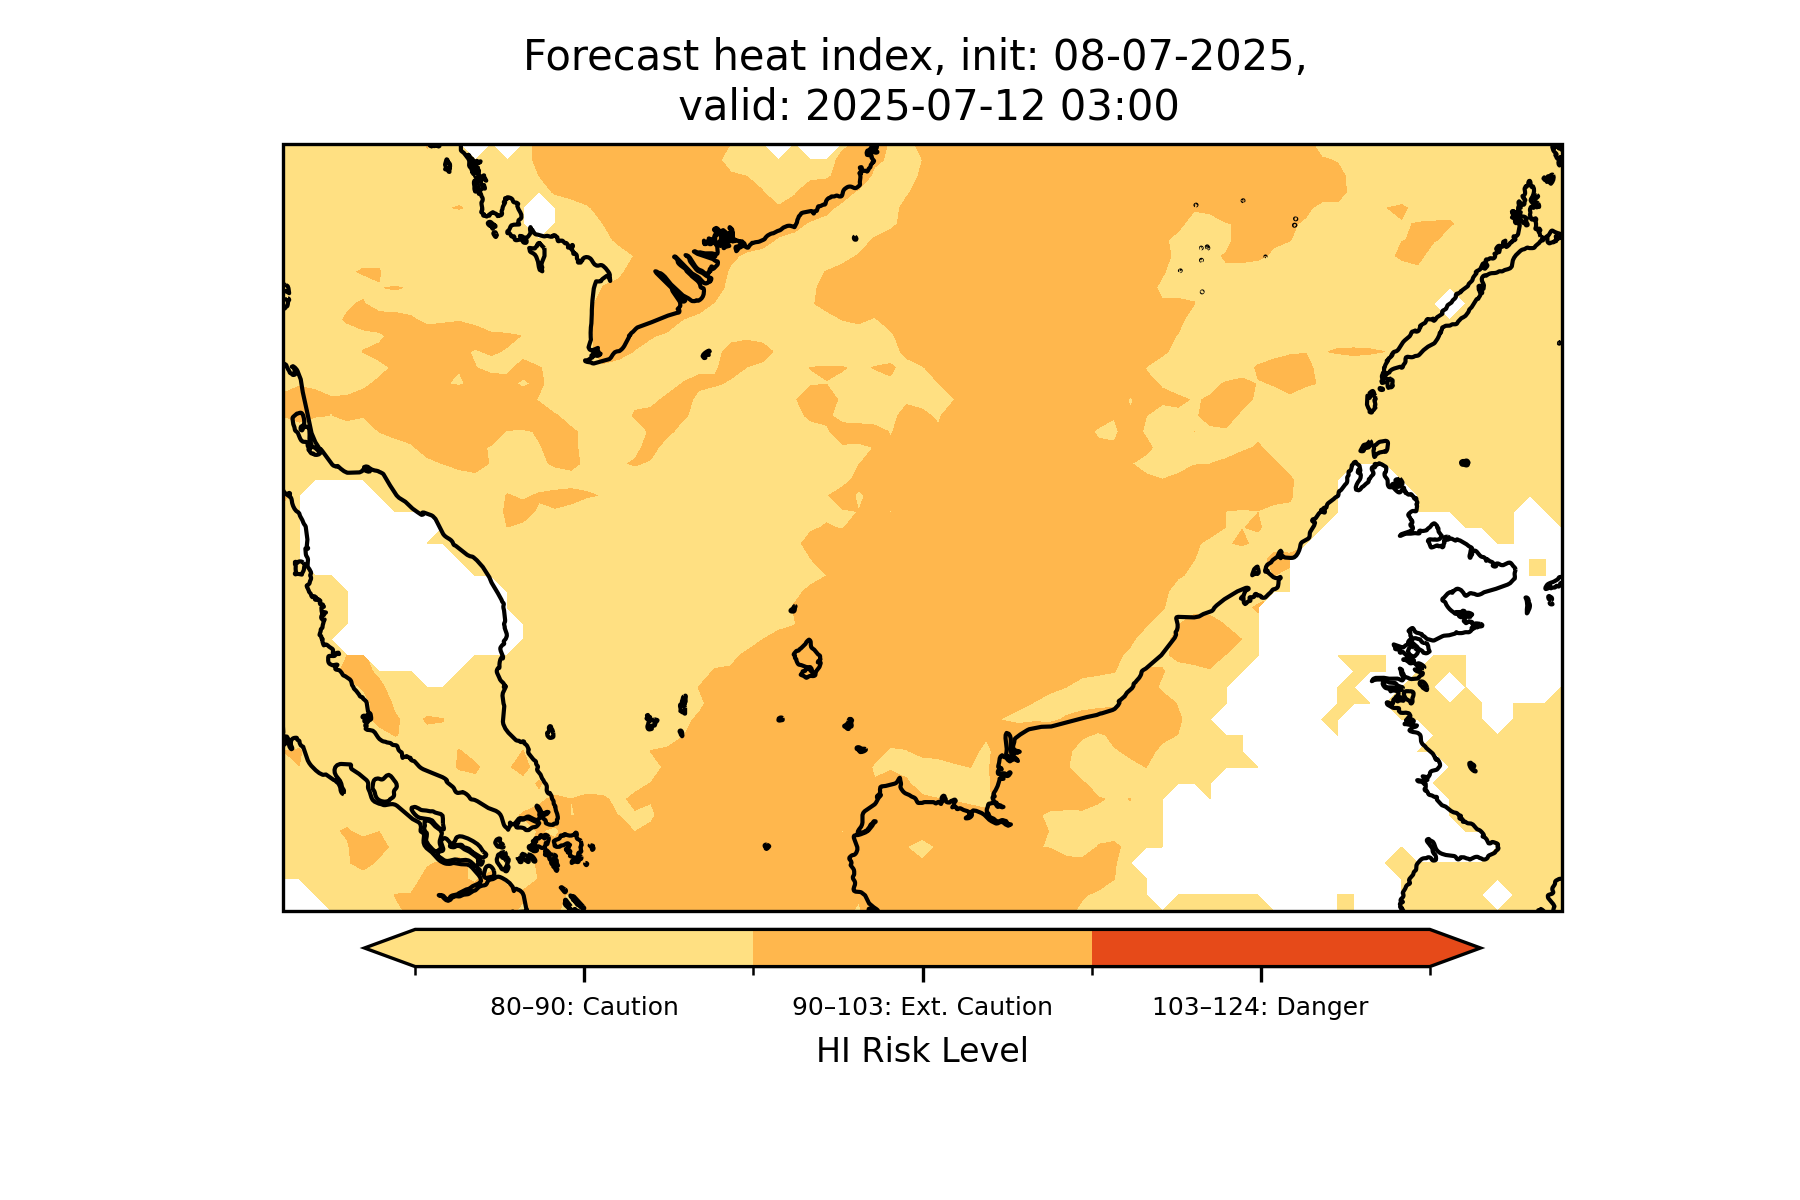 Forecast heat index, init: 08-07-2025,
valid: 2025-07-12 03:00
80–90: Caution
90–103: Ext. Caution
103–124: Danger
HI Risk Level